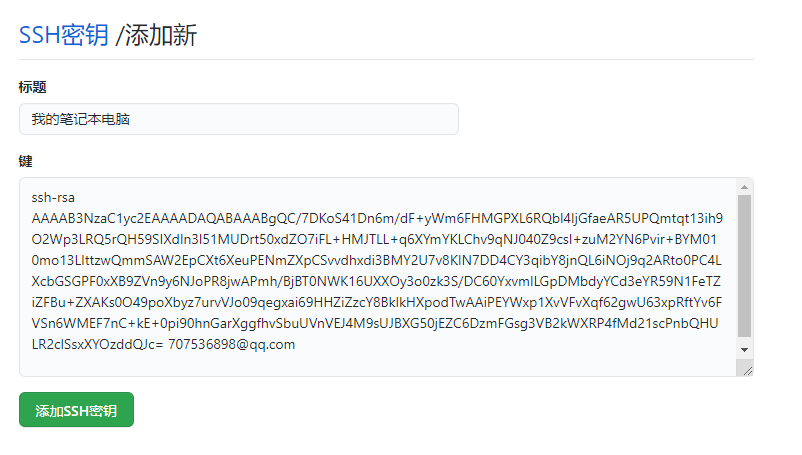 SSH密钥 /添加新
标题
我的笔记本电脑
键
ssh-rsa
AAAAB3NzaC1yc2EAAAADAQABAAABgQC/7DKoS41Dn6m/dF+yWm6FHMGPXL6RQbl4ljGfaeAR5UPQmtqt13ih9
O2Wp3LRQ5rQH59SIXdIn3I51MUDrt50xdZO7iFL+HMJTLL+q6XYmYKLChv9qNJ040Z9csI+zuM2YN6Pvir+BYM01
0mo13LIttzwQmmSAW2EpCXt6XeuPENmZXpCSvvdhxdi3BMY2U7v8KIN7DD4CY3qibY8jnQL6iNOj9q2ARto0PC4L
XcbGSGPF0xXB9ZVn9y6NJoPR8jwAPmh/BjBT0NWK16UXXOy3o0zk3S/DC60YxvmILGpDMbdyYCd3eYR59N1FeTZ
iZFBu+ZXAKs0O49poXbyz7urvVJo09qegxai69HHZiZzcY8BkIkHXpodTwAAiPEYWxp1XvVFvXqf62gwU63xpRftYv6F
VSn6WMEF7nC+kE+0pi90hnGarXggfhvSbuUVnVEJ4M9sUJBXG50jEZC6DzmFGsg3VB2kWXRP4fMd21scPnbQHU
LR2cISsxXYOzddQJc= 707536898@qq.com
添加SSH密钥